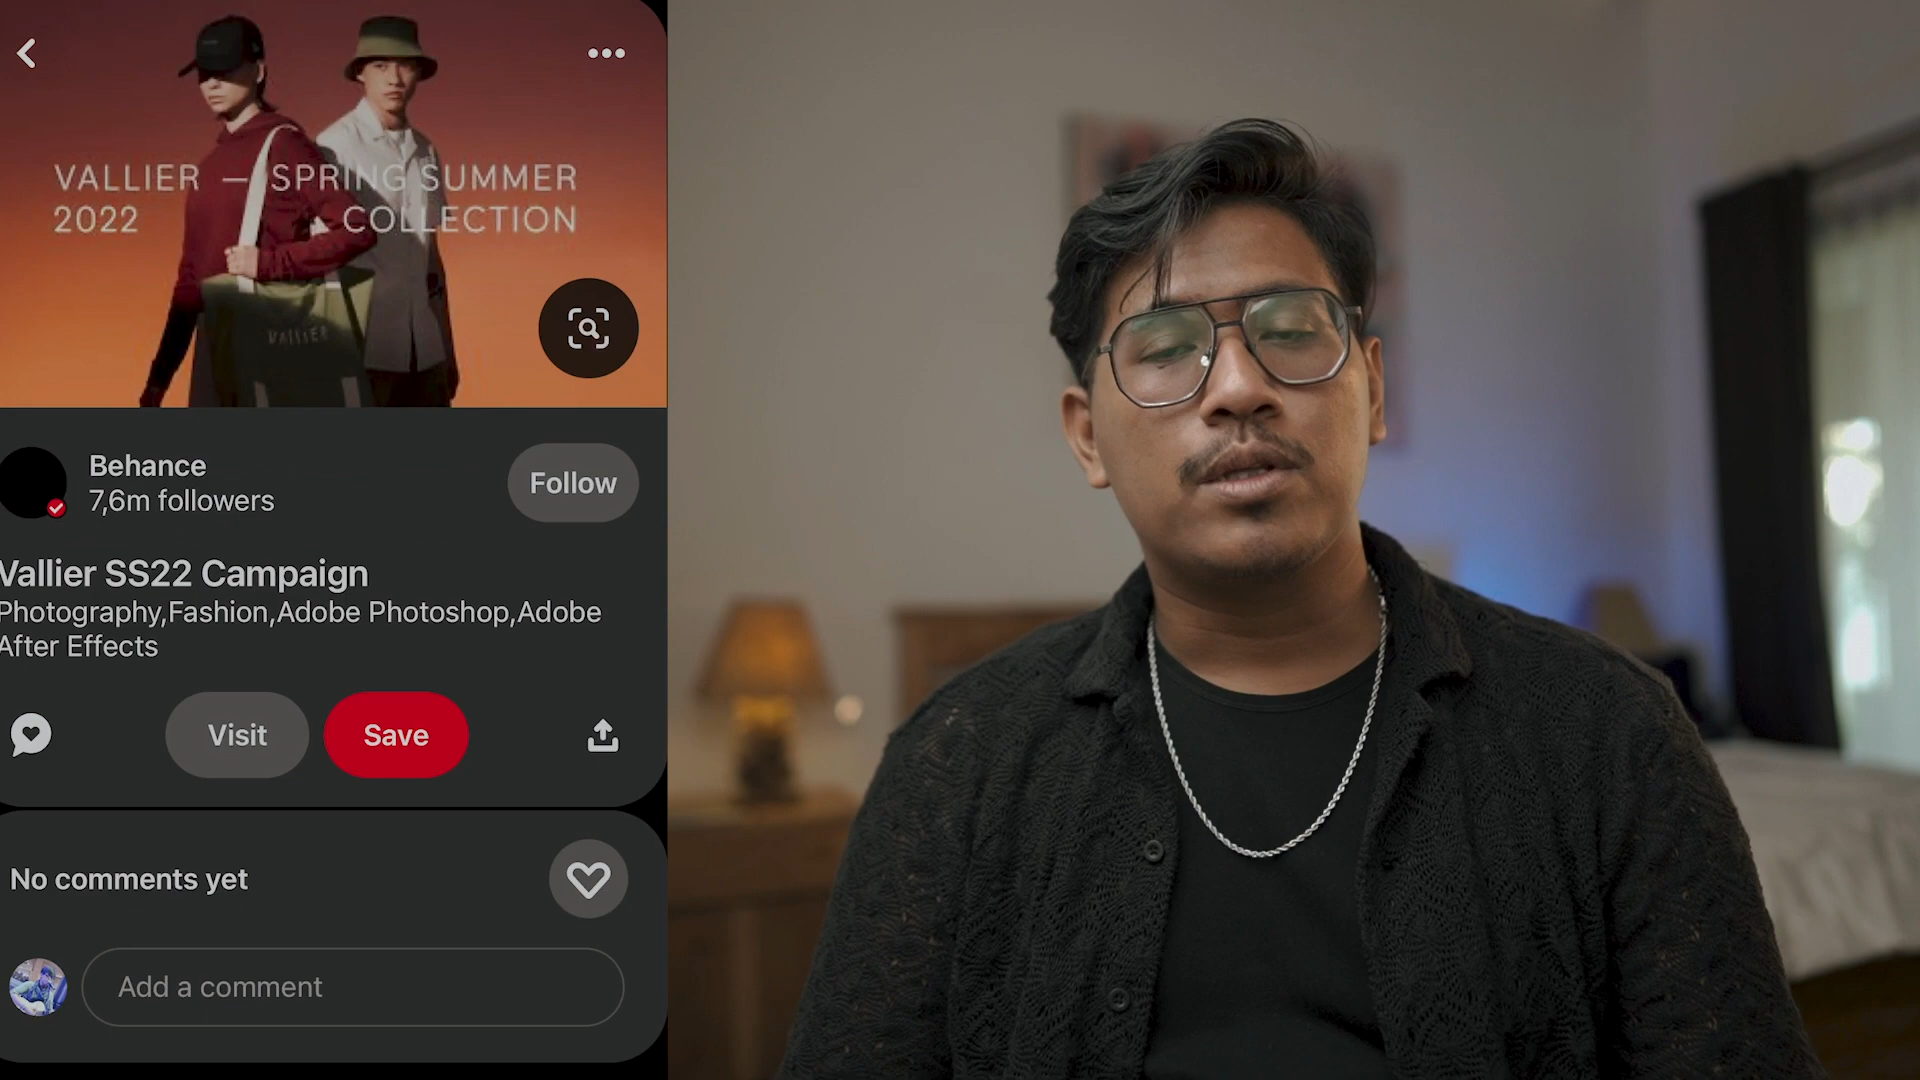 VALLIER — SPRING SUMMER
2022 COLLECTION
VALLIER
Behance
7,6m followers
Follow
Vallier SS22 Campaign
Photography,Fashion,Adobe Photoshop,Adobe
After Effects
Visit
Save
No comments yet
Add a comment